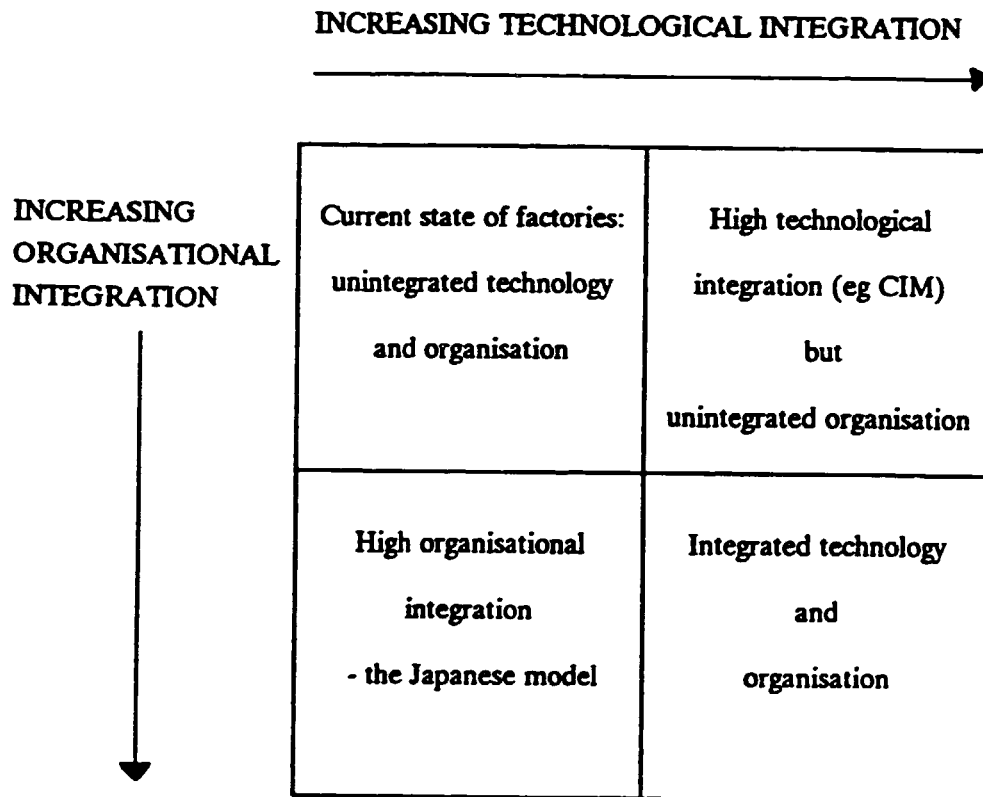 INCREASING TECHNOLOGICAL INTEGRATION
INCREASING
ORGANISATIONAL
INTEGRATION
Current state of factories:
unintegrated technology
and organisation
High technological
integration (eg CIM)
but
unintegrated organisation
High organisational
integration
- the Japanese model
Integrated technology
and
organisation